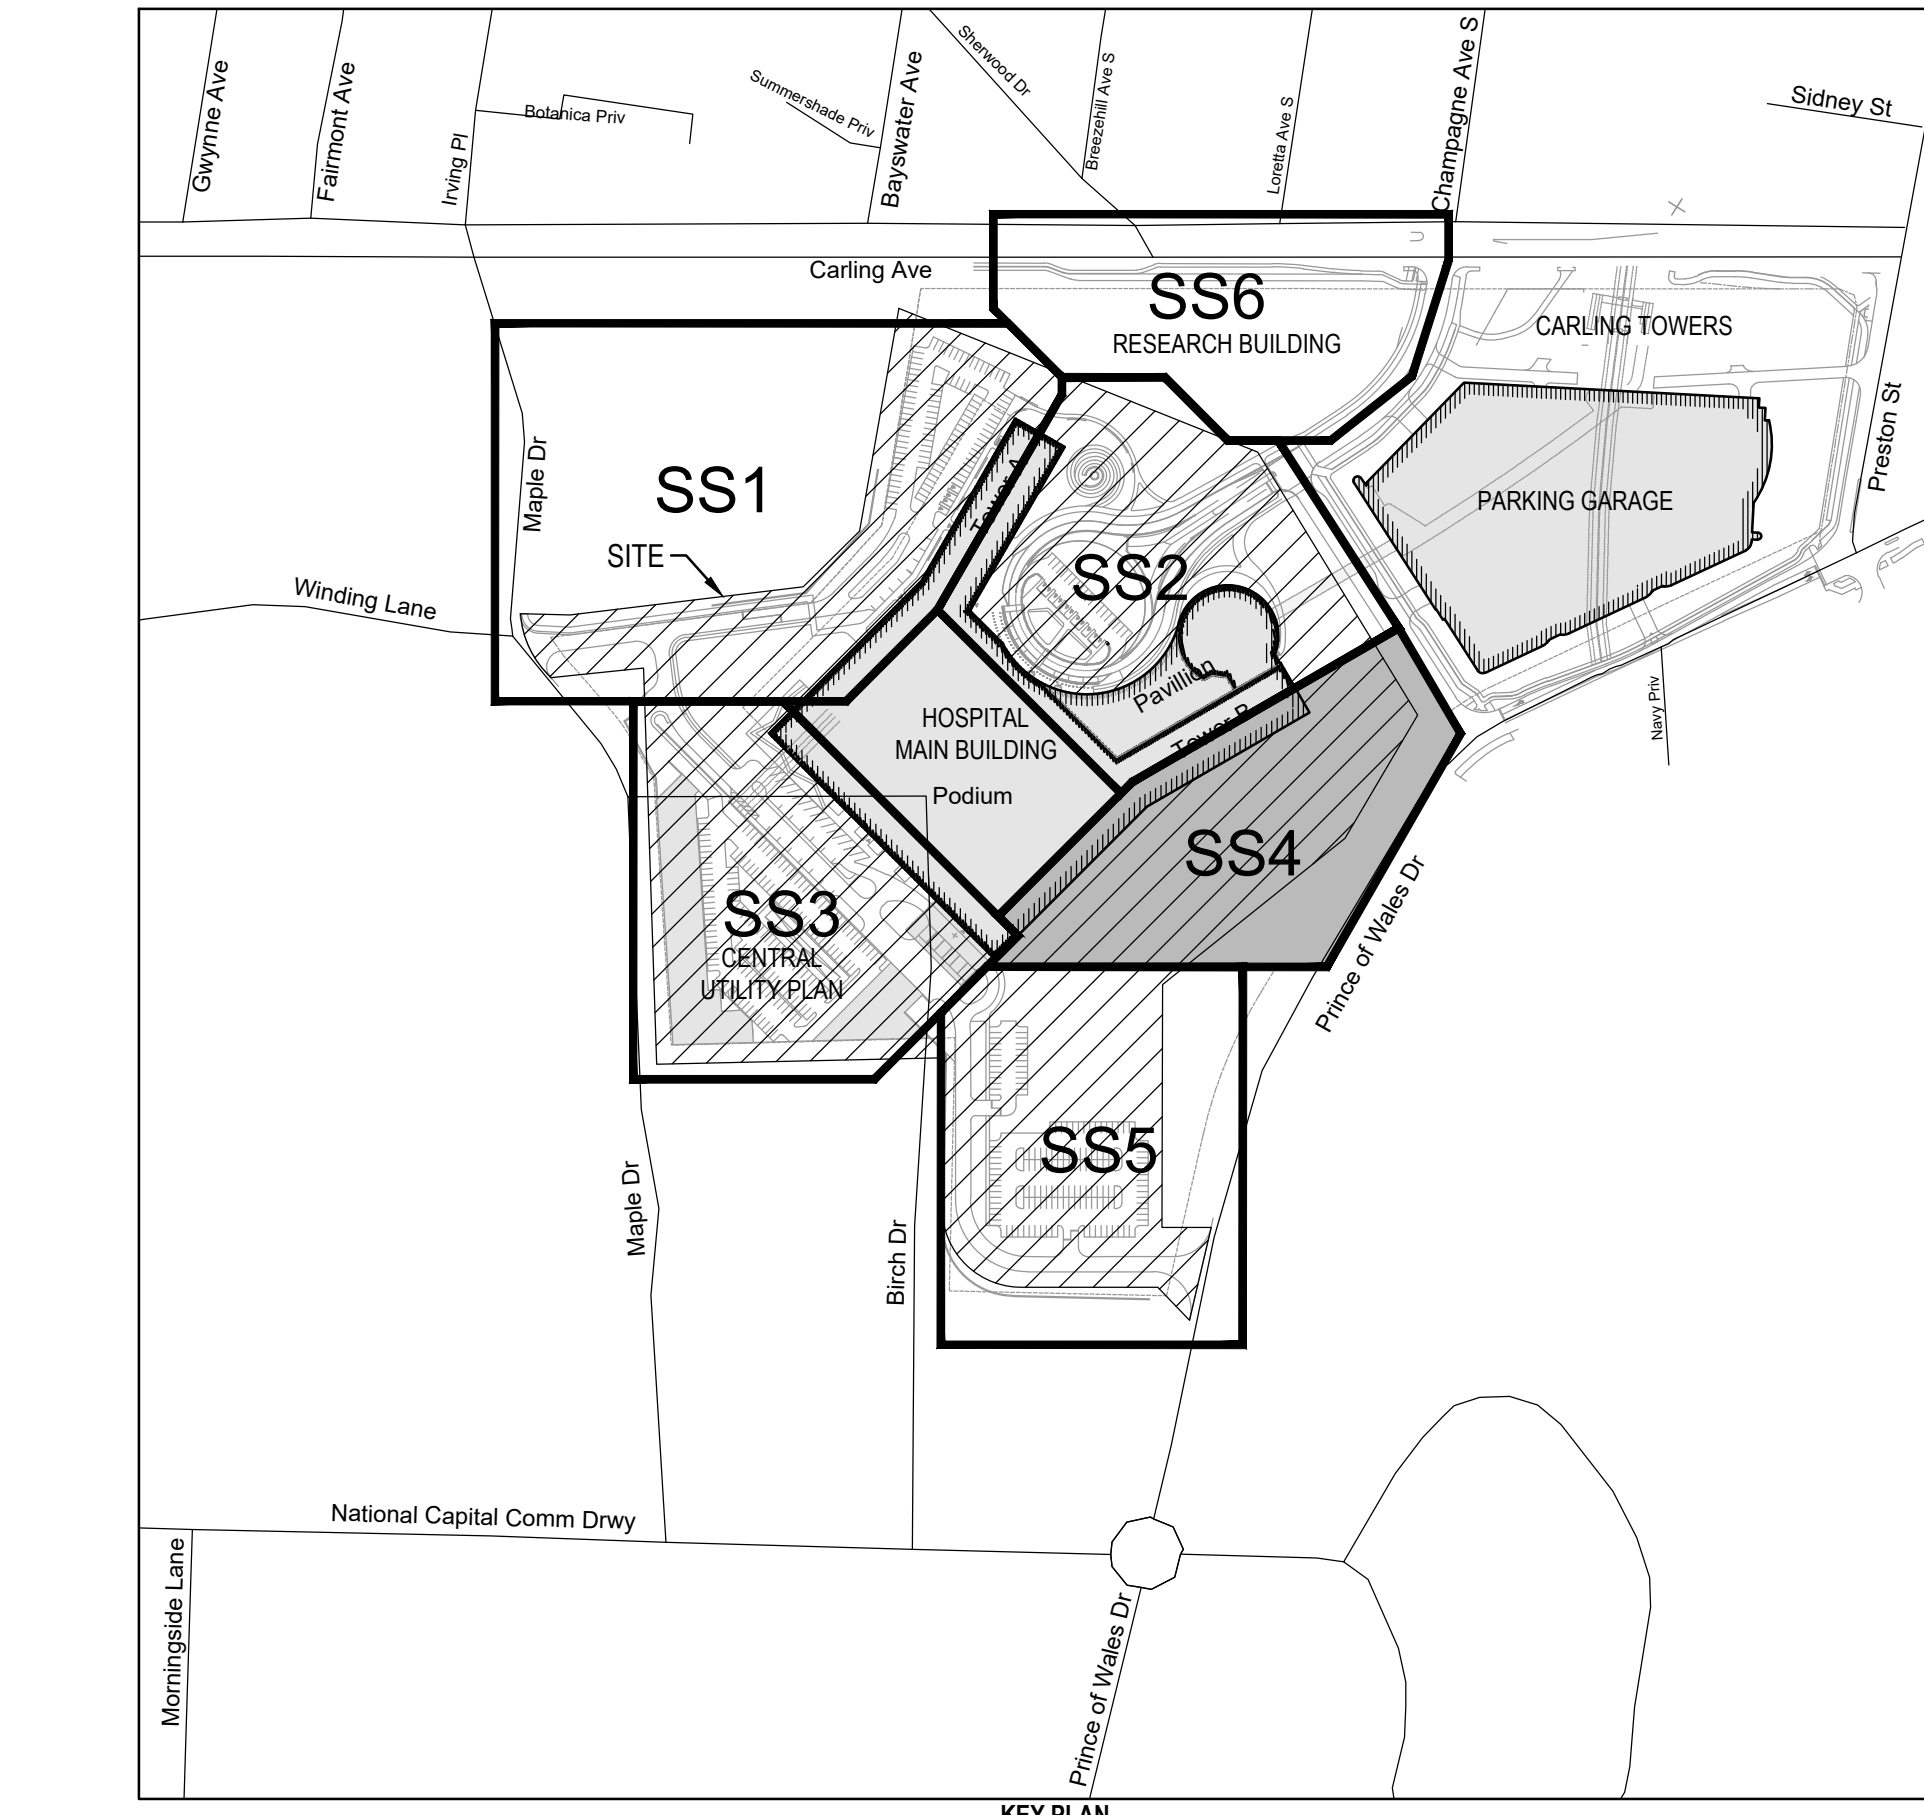 Gwynne Ave
Fairmont Ave
Irving Pl
Botanica Priv
Summershade Priv
Bayswater Ave
Sherwood Dr
Breezehill Ave S
Loretta Ave S
Champagne Ave S
Sidney St
Carling Ave
SS6
RESEARCH BUILDING
CARLING TOWERS
Preston St
Maple Dr
SS1
SITE
Tower A
PARKING GARAGE
Winding Lane
SS2
Pavillion
Tower B
Navy Priv
HOSPITAL
MAIN BUILDING
Podium
SS4
SS3
CENTRAL
UTILITY PLAN
Prince of Wales Dr
SS5
Maple Dr
Birch Dr
National Capital Comm Drwy
Morningside Lane
Prince of Wales Dr
KEY PLAN